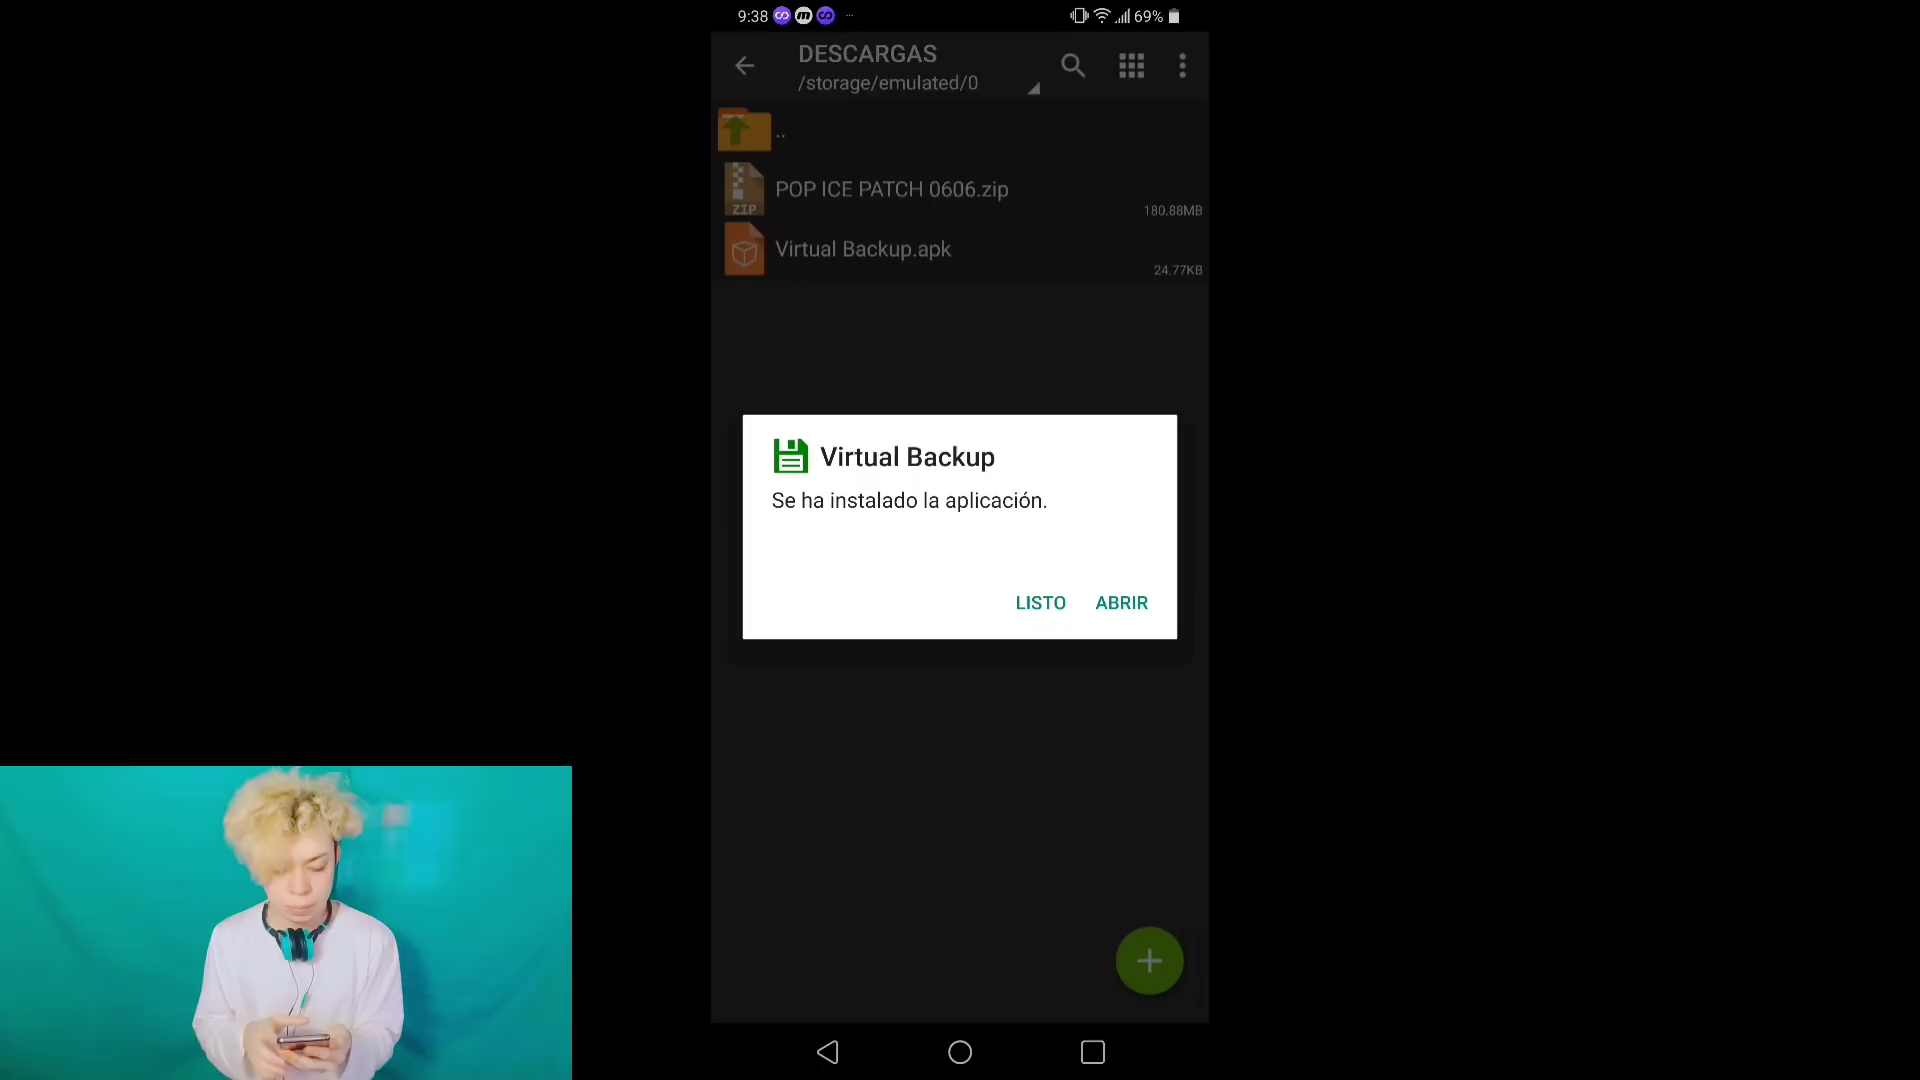 9:38
69%
DESCARGAS
/storage/emulated/0
..
POP ICE PATCH 0606.zip
ZIP
180.88MB
Virtual Backup.apk
24.77KB
Virtual Backup
Se ha instalado la aplicación.
LISTO ABRIR